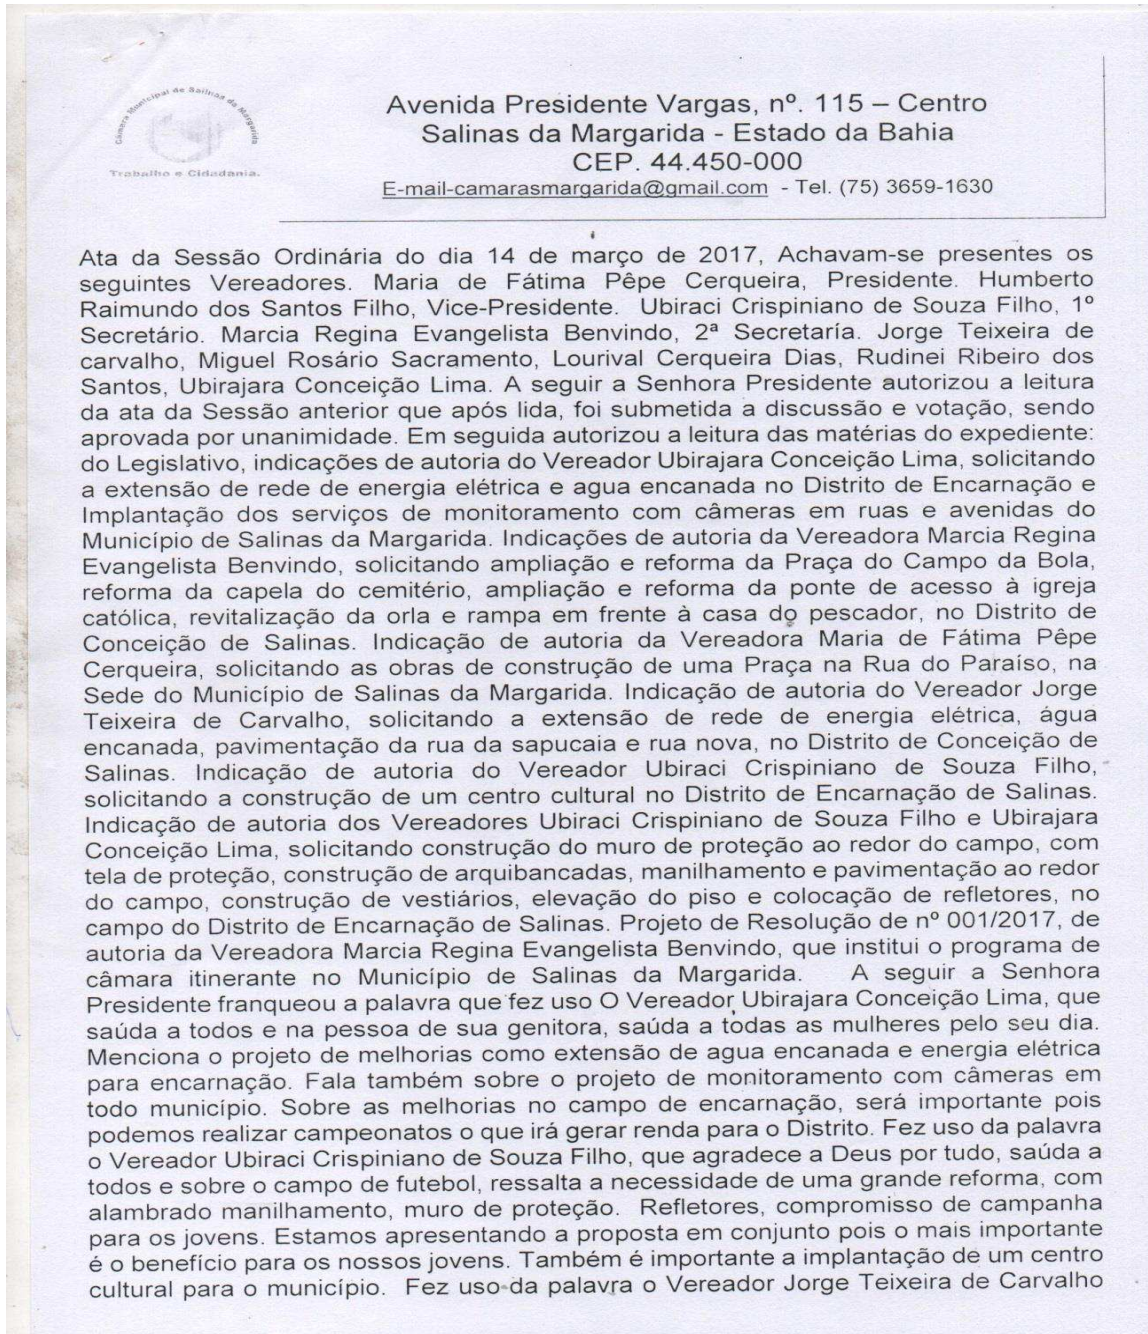 Câmara Municipal de Salinas da Margarida
Trabalho e Cidadania.
Avenida Presidente Vargas, nº. 115 – Centro
Salinas da Margarida - Estado da Bahia
CEP. 44.450-000
E-mail-camarasmargarida@gmail.com - Tel. (75) 3659-1630
Ata da Sessão Ordinária do dia 14 de março de 2017, Achavam-se presentes os
seguintes Vereadores. Maria de Fátima Pêpe Cerqueira, Presidente. Humberto
Raimundo dos Santos Filho, Vice-Presidente. Ubiraci Crispiniano de Souza Filho, 1º
Secretário. Marcia Regina Evangelista Benvindo, 2ª Secretaría. Jorge Teixeira de
carvalho, Miguel Rosário Sacramento, Lourival Cerqueira Dias, Rudinei Ribeiro dos
Santos, Ubirajara Conceição Lima. A seguir a Senhora Presidente autorizou a leitura
da ata da Sessão anterior que após lida, foi submetida a discussão e votação, sendo
aprovada por unanimidade. Em seguida autorizou a leitura das matérias do expediente:
do Legislativo, indicações de autoria do Vereador Ubirajara Conceição Lima, solicitando
a extensão de rede de energia elétrica e agua encanada no Distrito de Encarnação e
Implantação dos serviços de monitoramento com câmeras em ruas e avenidas do
Município de Salinas da Margarida. Indicações de autoria da Vereadora Marcia Regina
Evangelista Benvindo, solicitando ampliação e reforma da Praça do Campo da Bola,
reforma da capela do cemitério, ampliação e reforma da ponte de acesso à igreja
católica, revitalização da orla e rampa em frente à casa do pescador, no Distrito de
Conceição de Salinas. Indicação de autoria da Vereadora Maria de Fátima Pêpe
Cerqueira, solicitando as obras de construção de uma Praça na Rua do Paraíso, na
Sede do Município de Salinas da Margarida. Indicação de autoria do Vereador Jorge
Teixeira de Carvalho, solicitando a extensão de rede de energia elétrica, água
encanada, pavimentação da rua da sapucaia e rua nova, no Distrito de Conceição de
Salinas. Indicação de autoria do Vereador Ubiraci Crispiniano de Souza Filho,
solicitando a construção de um centro cultural no Distrito de Encarnação de Salinas.
Indicação de autoria dos Vereadores Ubiraci Crispiniano de Souza Filho e Ubirajara
Conceição Lima, solicitando construção do muro de proteção ao redor do campo, com
tela de proteção, construção de arquibancadas, manilhamento e pavimentação ao redor
do campo, construção de vestiários, elevação do piso e colocação de refletores, no
campo do Distrito de Encarnação de Salinas. Projeto de Resolução de nº 001/2017, de
autoria da Vereadora Marcia Regina Evangelista Benvindo, que institui o programa de
câmara itinerante no Município de Salinas da Margarida. A seguir a Senhora
Presidente franqueou a palavra que fez uso O Vereador Ubirajara Conceição Lima, que
saúda a todos e na pessoa de sua genitora, saúda a todas as mulheres pelo seu dia.
Menciona o projeto de melhorias como extensão de agua encanada e energia elétrica
para encarnação. Fala também sobre o projeto de monitoramento com câmeras em
todo município. Sobre as melhorias no campo de encarnação, será importante pois
podemos realizar campeonatos o que irá gerar renda para o Distrito. Fez uso da palavra
o Vereador Ubiraci Crispiniano de Souza Filho, que agradece a Deus por tudo, saúda a
todos e sobre o campo de futebol, ressalta a necessidade de uma grande reforma, com
alambrado manilhamento, muro de proteção. Refletores, compromisso de campanha
para os jovens. Estamos apresentando a proposta em conjunto pois o mais importante
é o benefício para os nossos jovens. Também é importante a implantação de um centro
cultural para o município. Fez uso da palavra o Vereador Jorge Teixeira de Carvalho